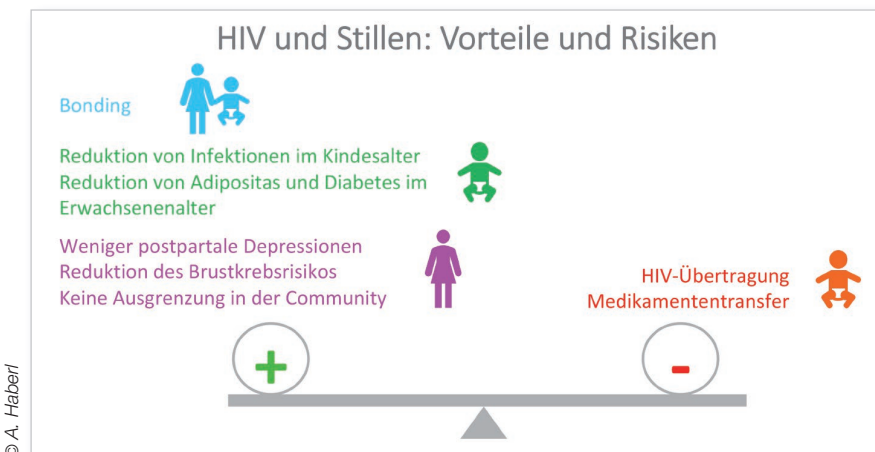 HIV und Stillen: Vorteile und Risiken
Bonding
Reduktion von Infektionen im Kindesalter
Reduktion von Adipositas und Diabetes im
Erwachsenenalter
Weniger postpartale Depressionen
Reduktion des Brustkrebsrisikos
Keine Ausgrenzung in der Community
HIV-Übertragung
Medikamententransfer
+
-
© A. Haberl